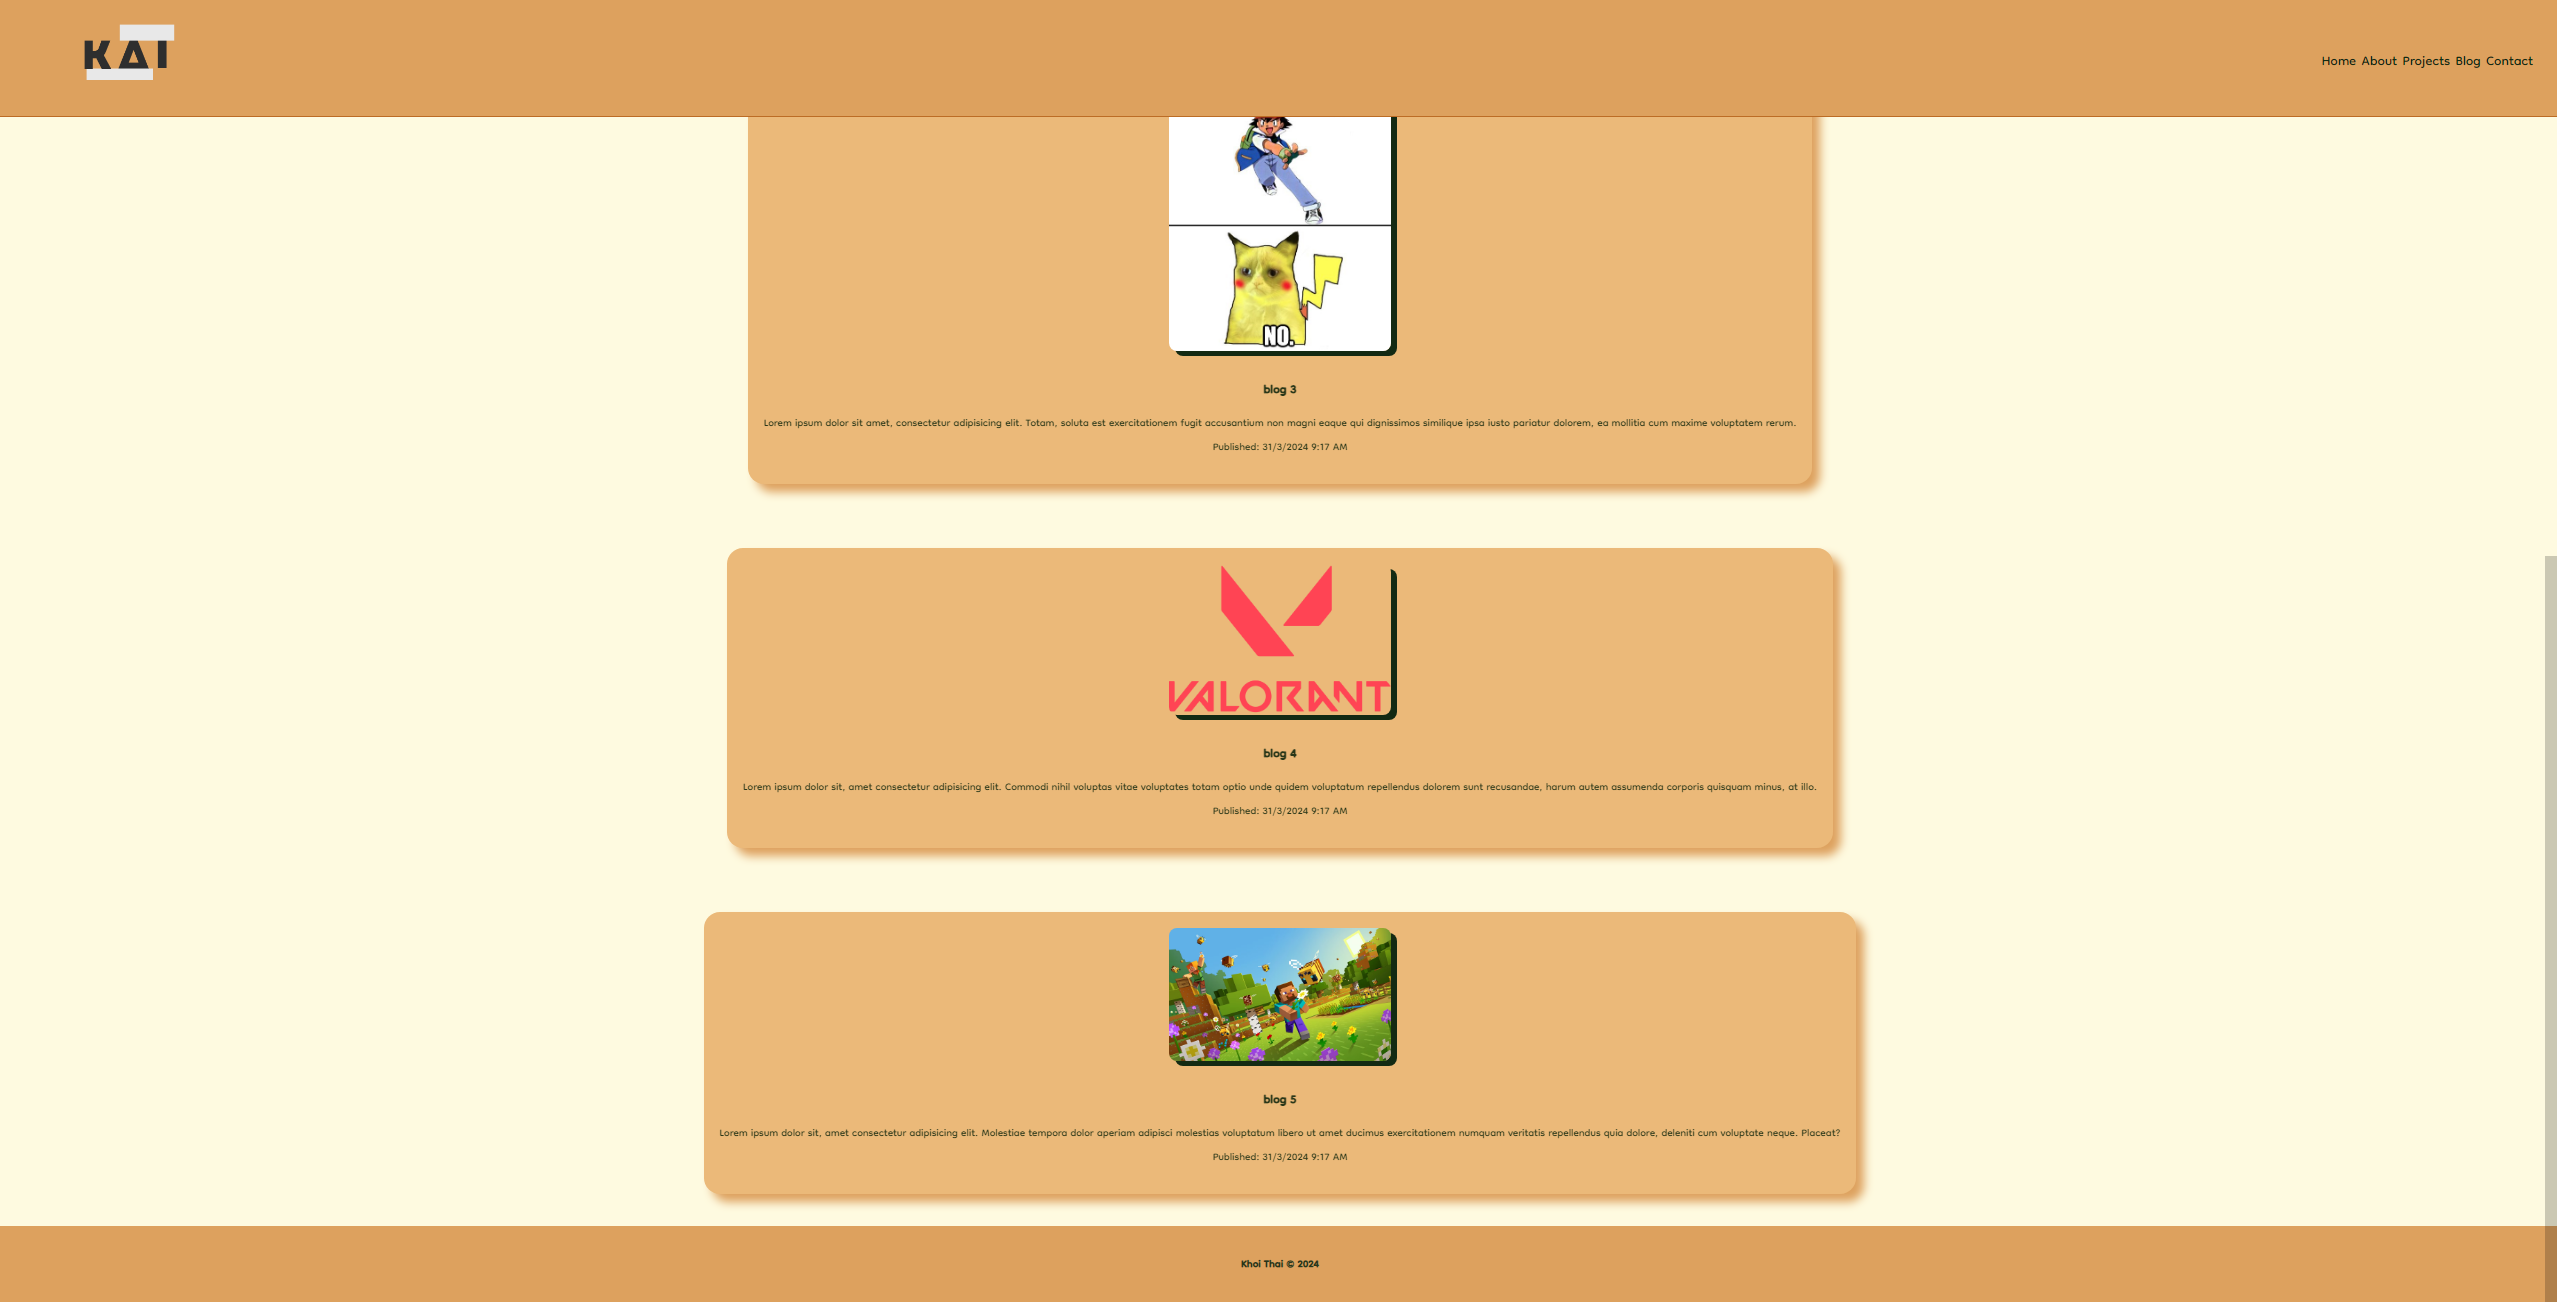 KAI
Home About Projects Blog Contact
NO.
blog 3
Lorem ipsum dolor sit amet, consectetur adipisicing elit. Totam, soluta est exercitationem fugit accusantium non magni eaque qui dignissimos similique ipsa iusto pariatur dolorem, ea mollitia cum maxime voluptatem rerum.
Published: 31/3/2024 9:17 AM
VALORANT
blog 4
Lorem ipsum dolor sit, amet consectetur adipisicing elit. Commodi nihil voluptas vitae voluptates totam optio unde quidem voluptatum repellendus dolorem sunt recusandae, harum autem assumenda corporis quisquam minus, at illo.
Published: 31/3/2024 9:17 AM
blog 5
Lorem ipsum dolor sit, amet consectetur adipisicing elit. Molestiae tempora dolor aperiam adipisci molestias voluptatum libero ut amet ducimus exercitationem numquam veritatis repellendus quia dolore, deleniti cum voluptate neque. Placeat?
Published: 31/3/2024 9:17 AM
Khoi Thai © 2024